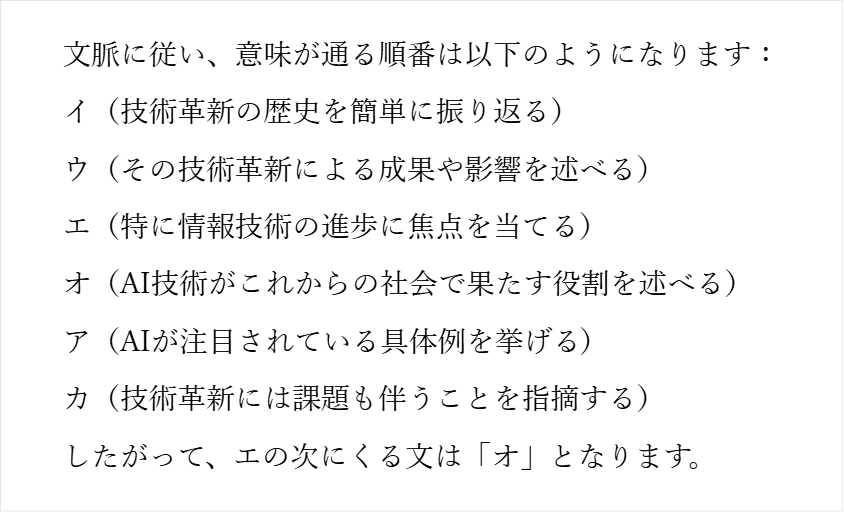 文脈に従い、意味が通る順番は以下のようになります：
イ（技術革新の歴史を簡単に振り返る）
ウ（その技術革新による成果や影響を述べる）
エ（特に情報技術の進歩に焦点を当てる）
オ（AI技術がこれからの社会で果たす役割を述べる）
ア（AIが注目されている具体例を挙げる）
カ（技術革新には課題も伴うことを指摘する）
したがって、エの次にくる文は「オ」となります。